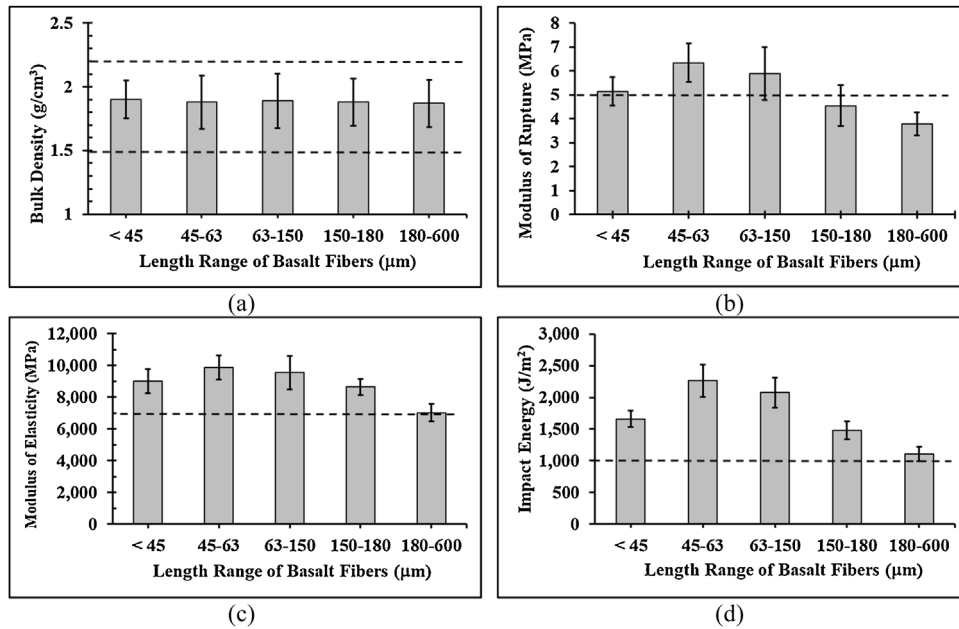 2.5
2
1.5
1
Bulk Density (g/cm³)
< 45 45-63 63-150 150-180 180-600
Length Range of Basalt Fibers (μm)
(a)
8
7
6
5
4
3
2
1
0
Modulus of Rupture (MPa)
< 45 45-63 63-150 150-180 180-600
Length Range of Basalt Fibers (μm)
(b)
12,000
10,000
8,000
6,000
4,000
2,000
0
Modulus of Elasticity (MPa)
< 45 45-63 63-150 150-180 180-600
Length Range of Basalt Fibers (μm)
(c)
3,000
2,500
2,000
1,500
1,000
500
0
Impact Energy (J/m²)
< 45 45-63 63-150 150-180 180-600
Length Range of Basalt Fibers (μm)
(d)